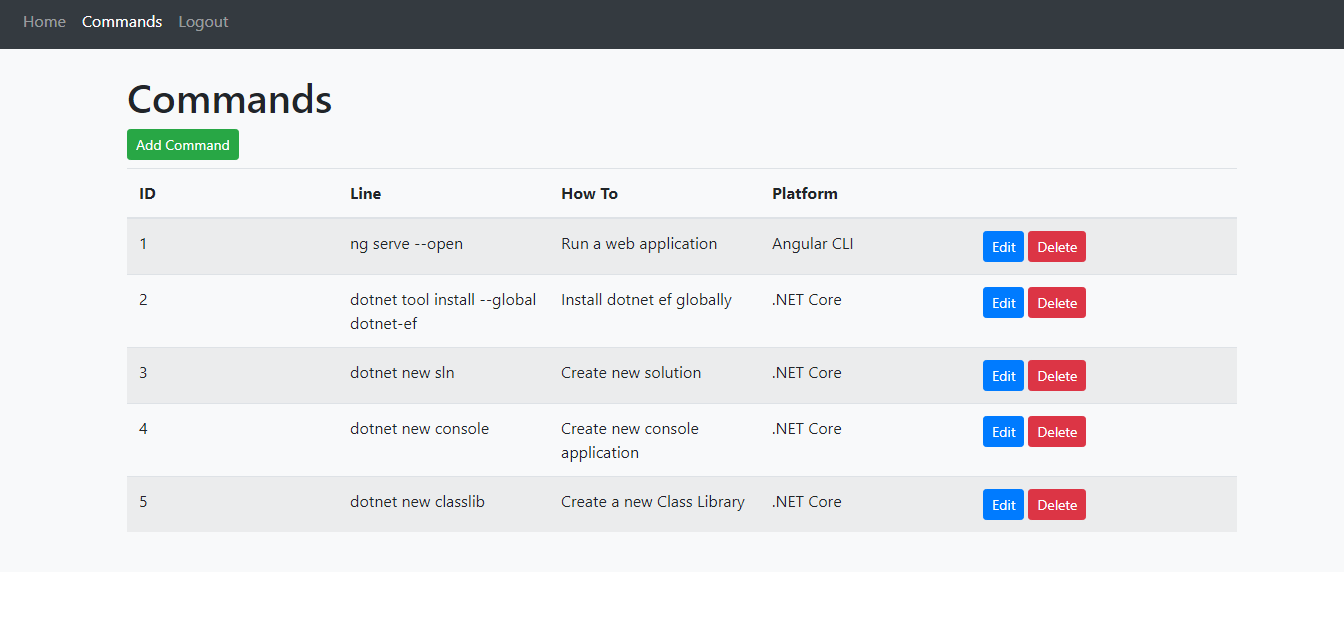 Home Commands Logout
Commands
Add Command
ID Line How To Platform
1 ng serve --open Run a web application Angular CLI Edit Delete
2 dotnet tool install --global Install dotnet ef globally .NET Core Edit Delete
dotnet-ef
3 dotnet new sln Create new solution .NET Core Edit Delete
4 dotnet new console Create new console .NET Core Edit Delete
application
5 dotnet new classlib Create a new Class Library .NET Core Edit Delete